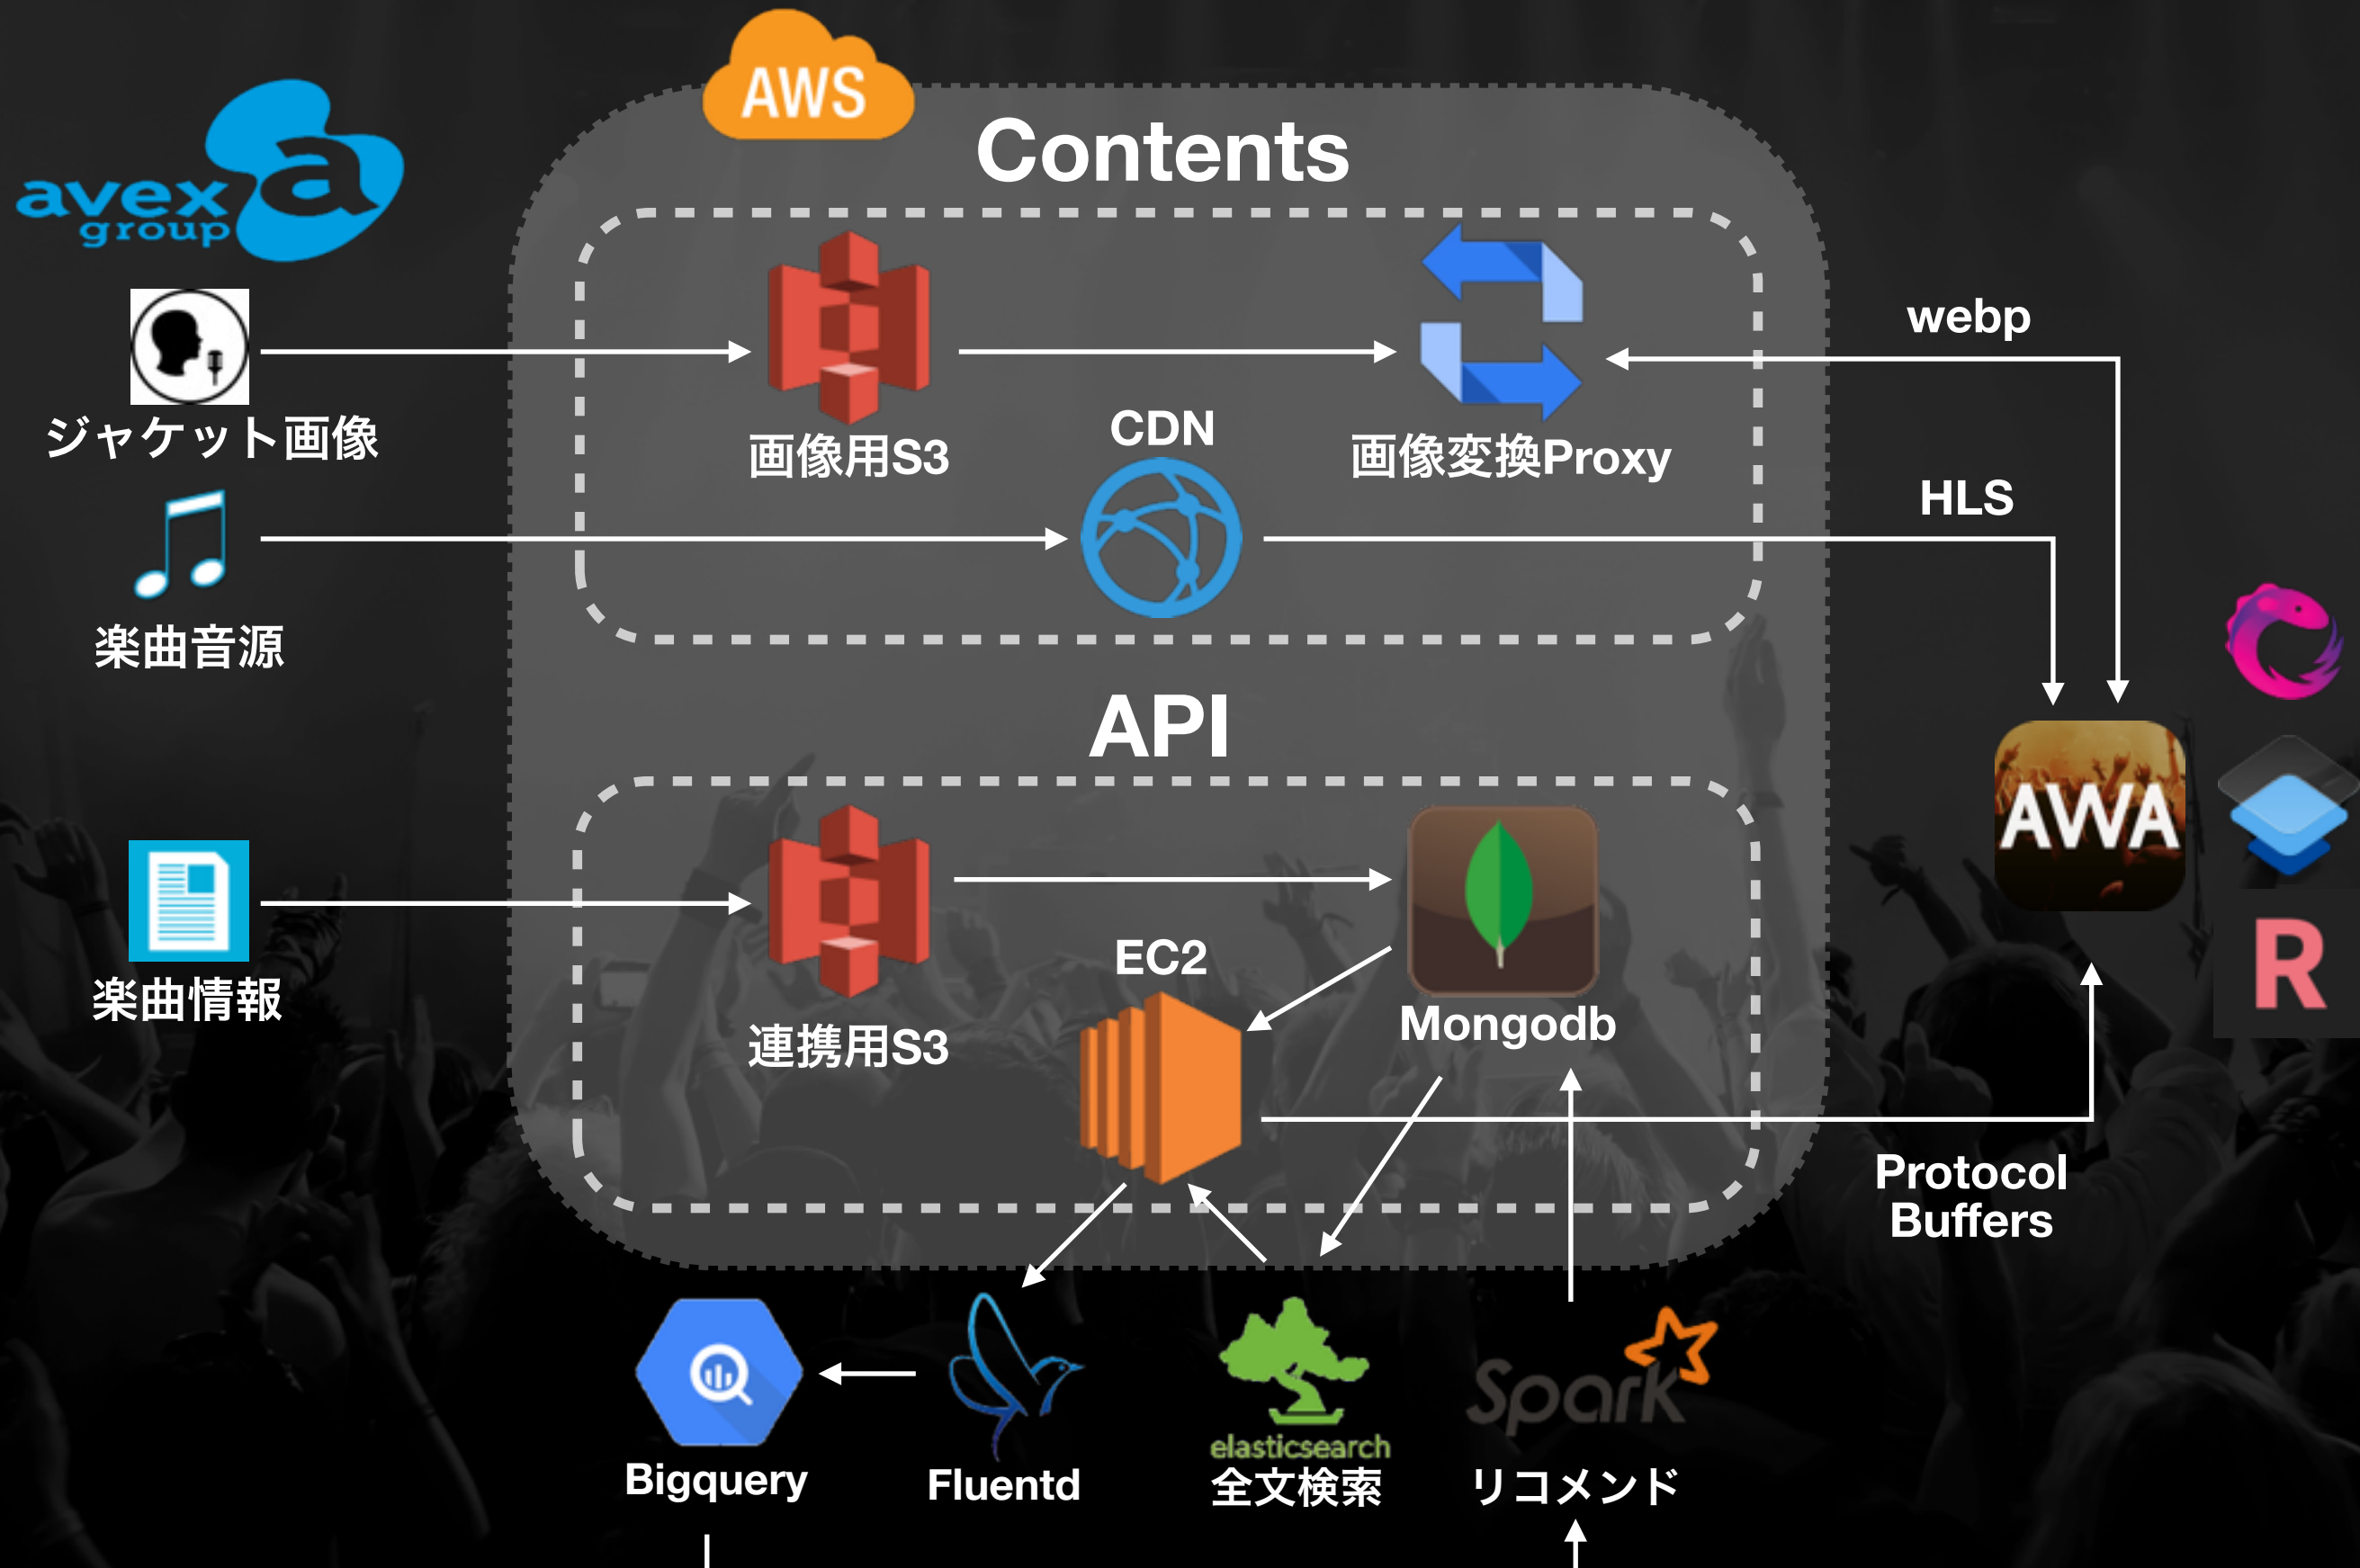 AWS
Contents
avex
group
a
webp
ジャケット画像
画像用S3
CDN
画像変換Proxy
HLS
楽曲音源
API
AWA
R
EC2
楽曲情報
連携用S3
Mongodb
Protocol
Buffers
Spark
elasticsearch
Bigquery
Fluentd
全文検索
リコメンド